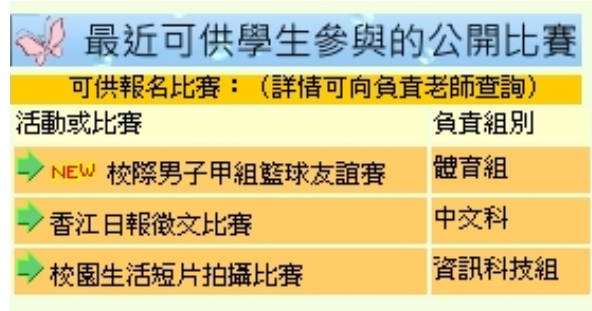 最近可供學生參與的公開比賽
可供報名比賽：（詳情可向負責老師查詢）
活動或比賽 負責組別
NEW 校際男子甲組籃球友誼賽 體育組
香江日報徵文比賽 中文科
校園生活短片拍攝比賽 資訊科技組